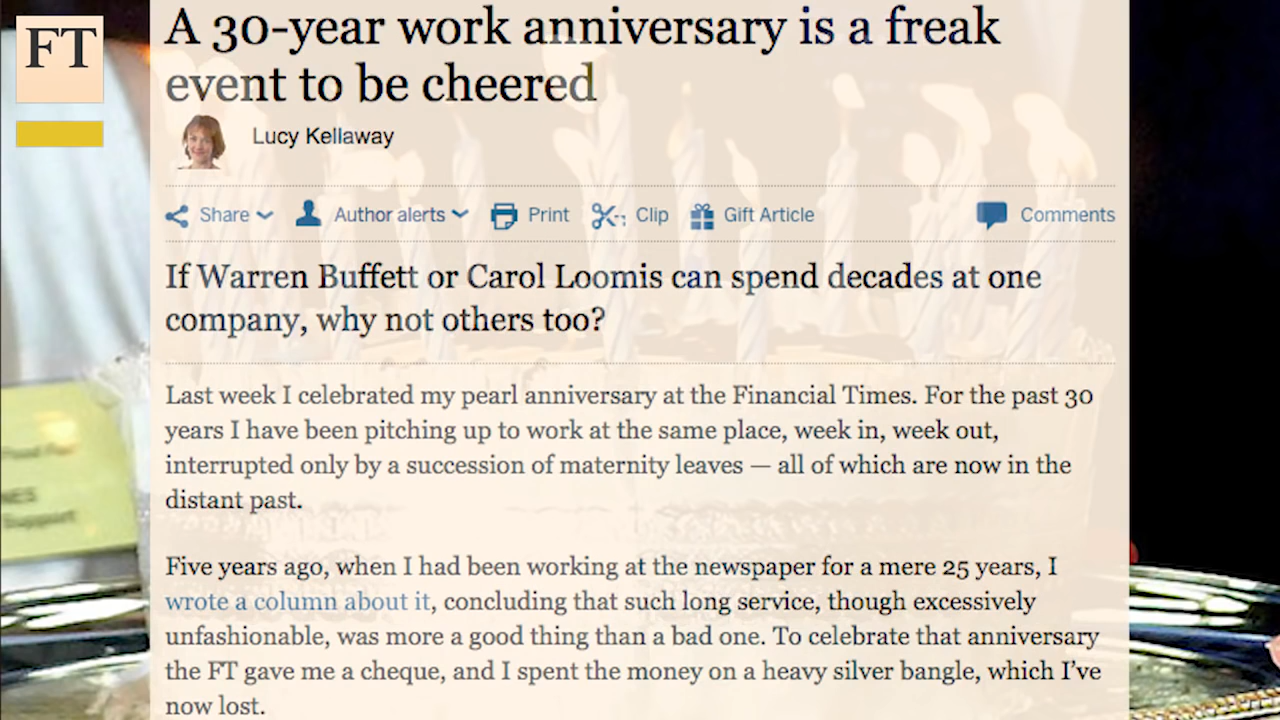 FT
A 30-year work anniversary is a freak
event to be cheered
Lucy Kellaway
Share Author alerts Print Clip Gift Article Comments
If Warren Buffett or Carol Loomis can spend decades at one
company, why not others too?
Last week I celebrated my pearl anniversary at the Financial Times. For the past 30
years I have been pitching up to work at the same place, week in, week out,
interrupted only by a succession of maternity leaves — all of which are now in the
distant past.
Five years ago, when I had been working at the newspaper for a mere 25 years, I
wrote a column about it, concluding that such long service, though excessively
unfashionable, was more a good thing than a bad one. To celebrate that anniversary
the FT gave me a cheque, and I spent the money on a heavy silver bangle, which I’ve
now lost.
Support